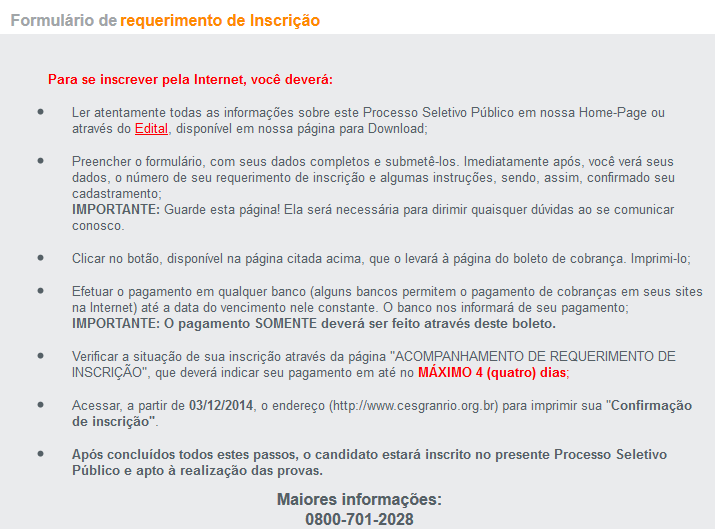 Formulário de requerimento de Inscrição
Para se inscrever pela Internet, você deverá:
Ler atentamente todas as informações sobre este Processo Seletivo Público em nossa Home-Page ou
através do Edital, disponível em nossa página para Download;
Preencher o formulário, com seus dados completos e submetê-los. Imediatamente após, você verá seus
dados, o número de seu requerimento de inscrição e algumas instruções, sendo, assim, confirmado seu
cadastramento;
IMPORTANTE: Guarde esta página! Ela será necessária para dirimir quaisquer dúvidas ao se comunicar
conosco.
Clicar no botão, disponível na página citada acima, que o levará à página do boleto de cobrança. Imprimi-lo;
Efetuar o pagamento em qualquer banco (alguns bancos permitem o pagamento de cobranças em seus sites
na Internet) até a data do vencimento nele constante. O banco nos informará de seu pagamento;
IMPORTANTE: O pagamento SOMENTE deverá ser feito através deste boleto.
Verificar a situação de sua inscrição através da página "ACOMPANHAMENTO DE REQUERIMENTO DE
INSCRIÇÃO", que deverá indicar seu pagamento em até no MÁXIMO 4 (quatro) dias;
Acessar, a partir de 03/12/2014, o endereço (http://www.cesgranrio.org.br) para imprimir sua "Confirmação
de inscrição".
Após concluídos todos estes passos, o candidato estará inscrito no presente Processo Seletivo
Público e apto à realização das provas.
Maiores informações:
0800-701-2028